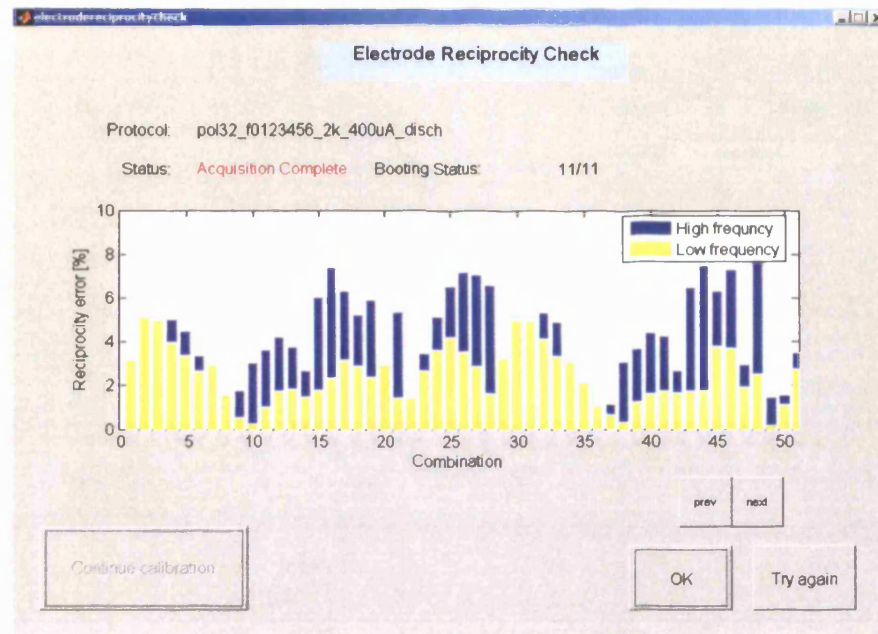 electrodereciprocitycheck
Electrode Reciprocity Check
Protocol: pol32_f0123456_2k_400uA_disch
Status: Acquisition Complete Booting Status: 11/11
High frequncy
Low frequency
Reciprocity error [%]
10
8
6
4
2
0
0 5 10 15 20 25 30 35 40 45 50
Combination
prev next
Continue calibration
OK Try again